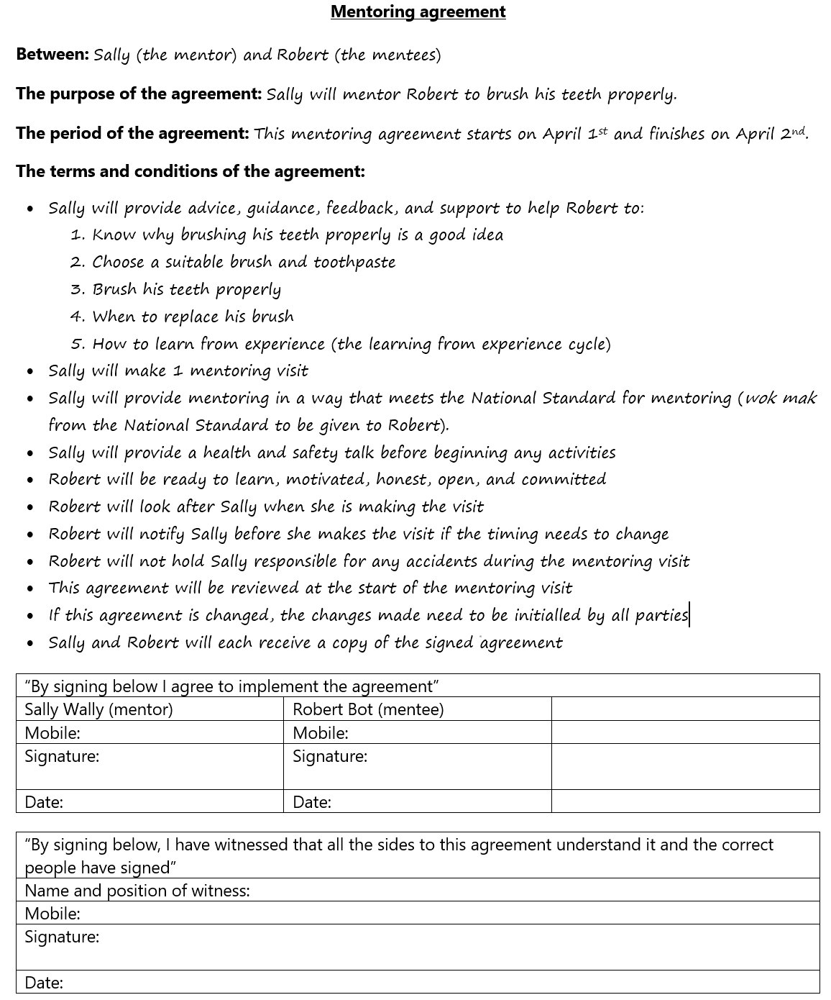 Mentoring agreement
Between: Sally (the mentor) and Robert (the mentees)
The purpose of the agreement: Sally will mentor Robert to brush his teeth properly.
The period of the agreement: This mentoring agreement starts on April 1st and finishes on April 2nd.
The terms and conditions of the agreement:
• Sally will provide advice, guidance, feedback, and support to help Robert to:
1. Know why brushing his teeth properly is a good idea
2. Choose a suitable brush and toothpaste
3. Brush his teeth properly
4. When to replace his brush
5. How to learn from experience (the learning from experience cycle)
• Sally will make 1 mentoring visit
• Sally will provide mentoring in a way that meets the National Standard for mentoring (wok mak
from the National Standard to be given to Robert).
• Sally will provide a health and safety talk before beginning any activities
• Robert will be ready to learn, motivated, honest, open, and committed
• Robert will look after Sally when she is making the visit
• Robert will notify Sally before she makes the visit if the timing needs to change
• Robert will not hold Sally responsible for any accidents during the mentoring visit
• This agreement will be reviewed at the start of the mentoring visit
• If this agreement is changed, the changes made need to be initialled by all parties
• Sally and Robert will each receive a copy of the signed agreement
“By signing below I agree to implement the agreement”
Sally Wally (mentor) Robert Bot (mentee)
Mobile: Mobile:
Signature: Signature:
Date: Date:
“By signing below, I have witnessed that all the sides to this agreement understand it and the correct
people have signed”
Name and position of witness:
Mobile:
Signature:
Date: